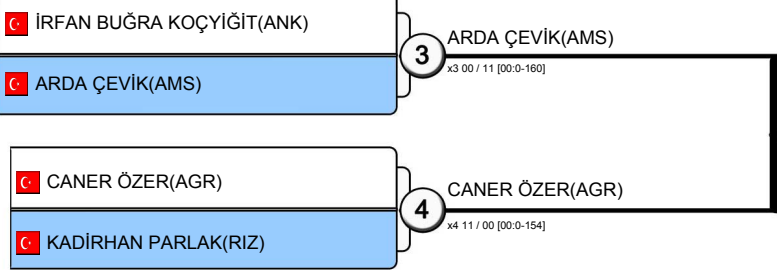 İRFAN BUĞRA KOÇYİĞİT(ANK)
ARDA ÇEVİK(AMS)
3
ARDA ÇEVİK(AMS)
x3 00 / 11 [00:0-160]
CANER ÖZER(AGR)
KADİRHAN PARLAK(RIZ)
4
CANER ÖZER(AGR)
x4 11 / 00 [00:0-154]